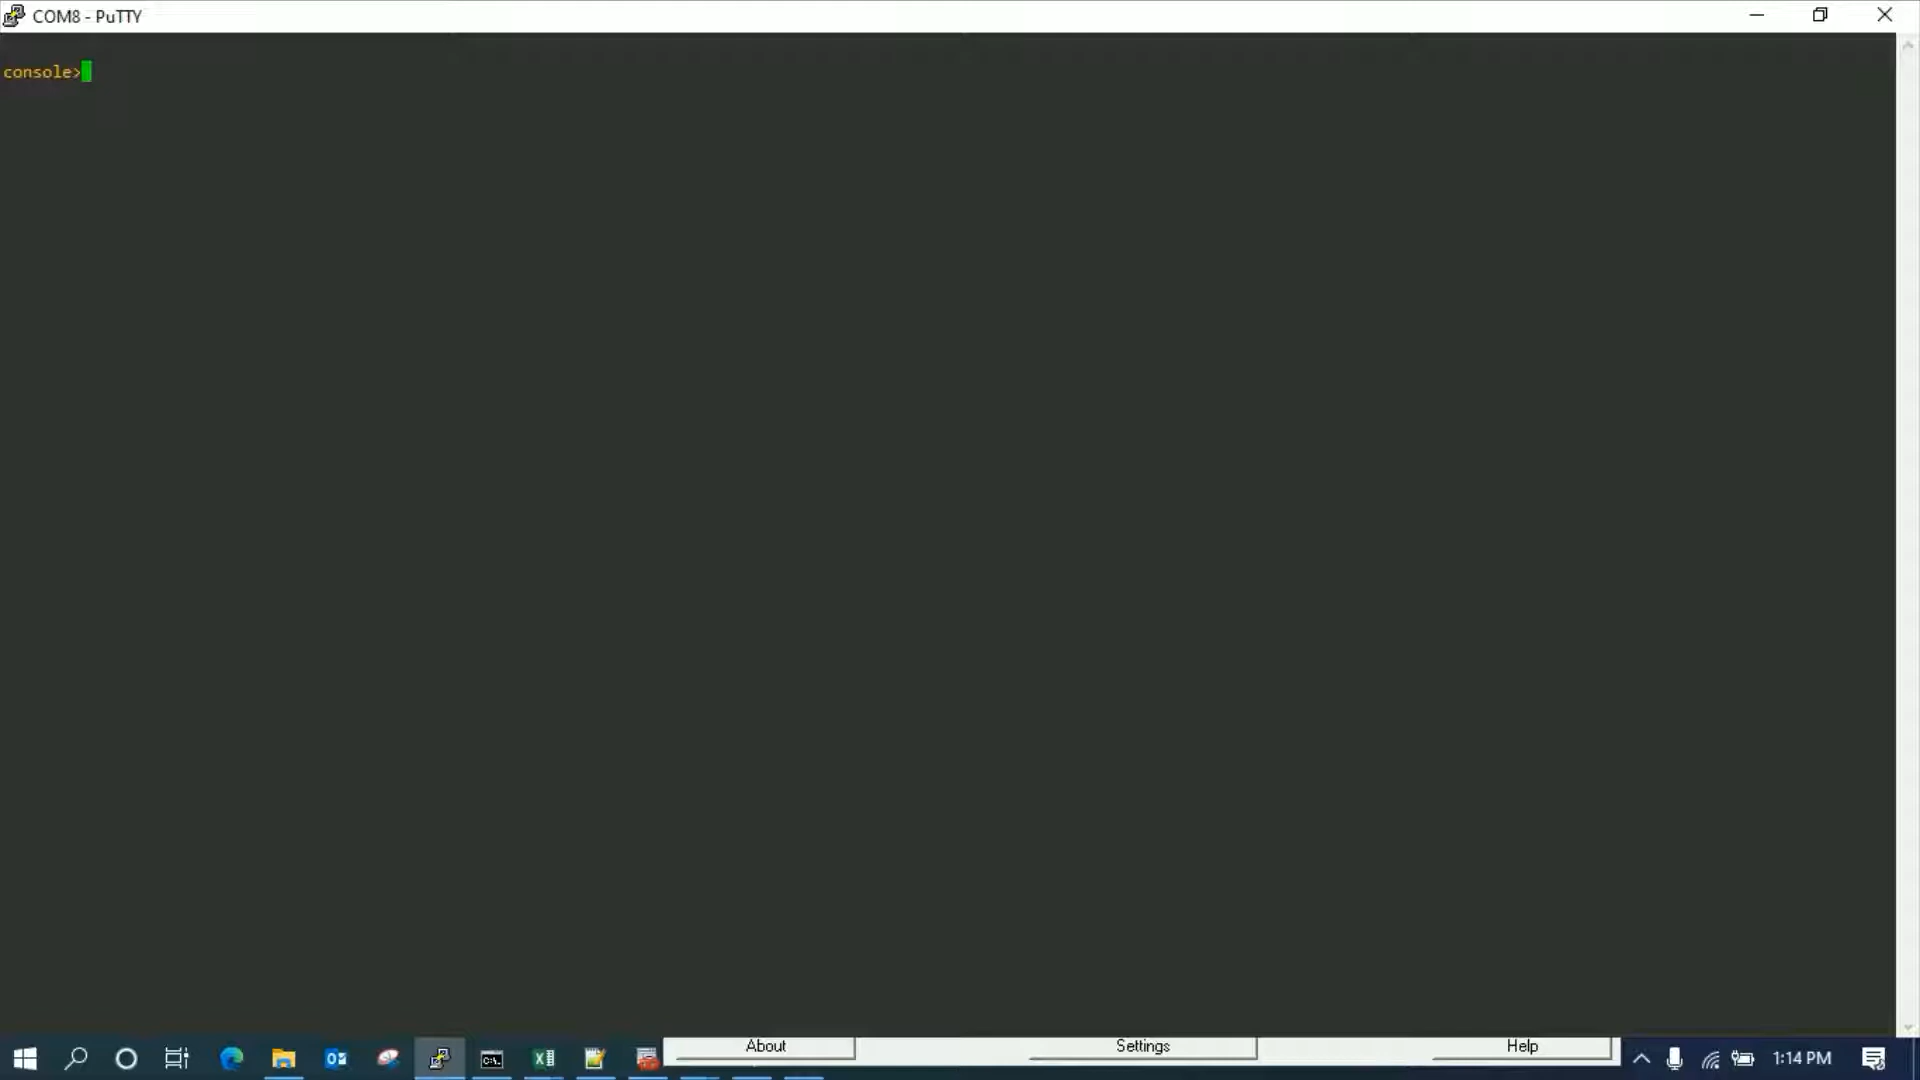 COM8 - PuTTY
console>
About
Settings
Help
1:14 PM